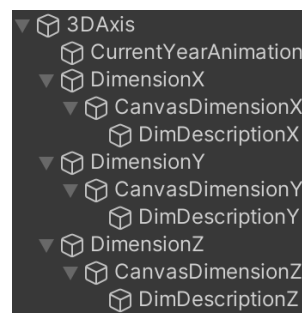 3DAxis
CurrentYearAnimation
DimensionX
CanvasDimensionX
DimDescriptionX
DimensionY
CanvasDimensionY
DimDescriptionY
DimensionZ
CanvasDimensionZ
DimDescriptionZ